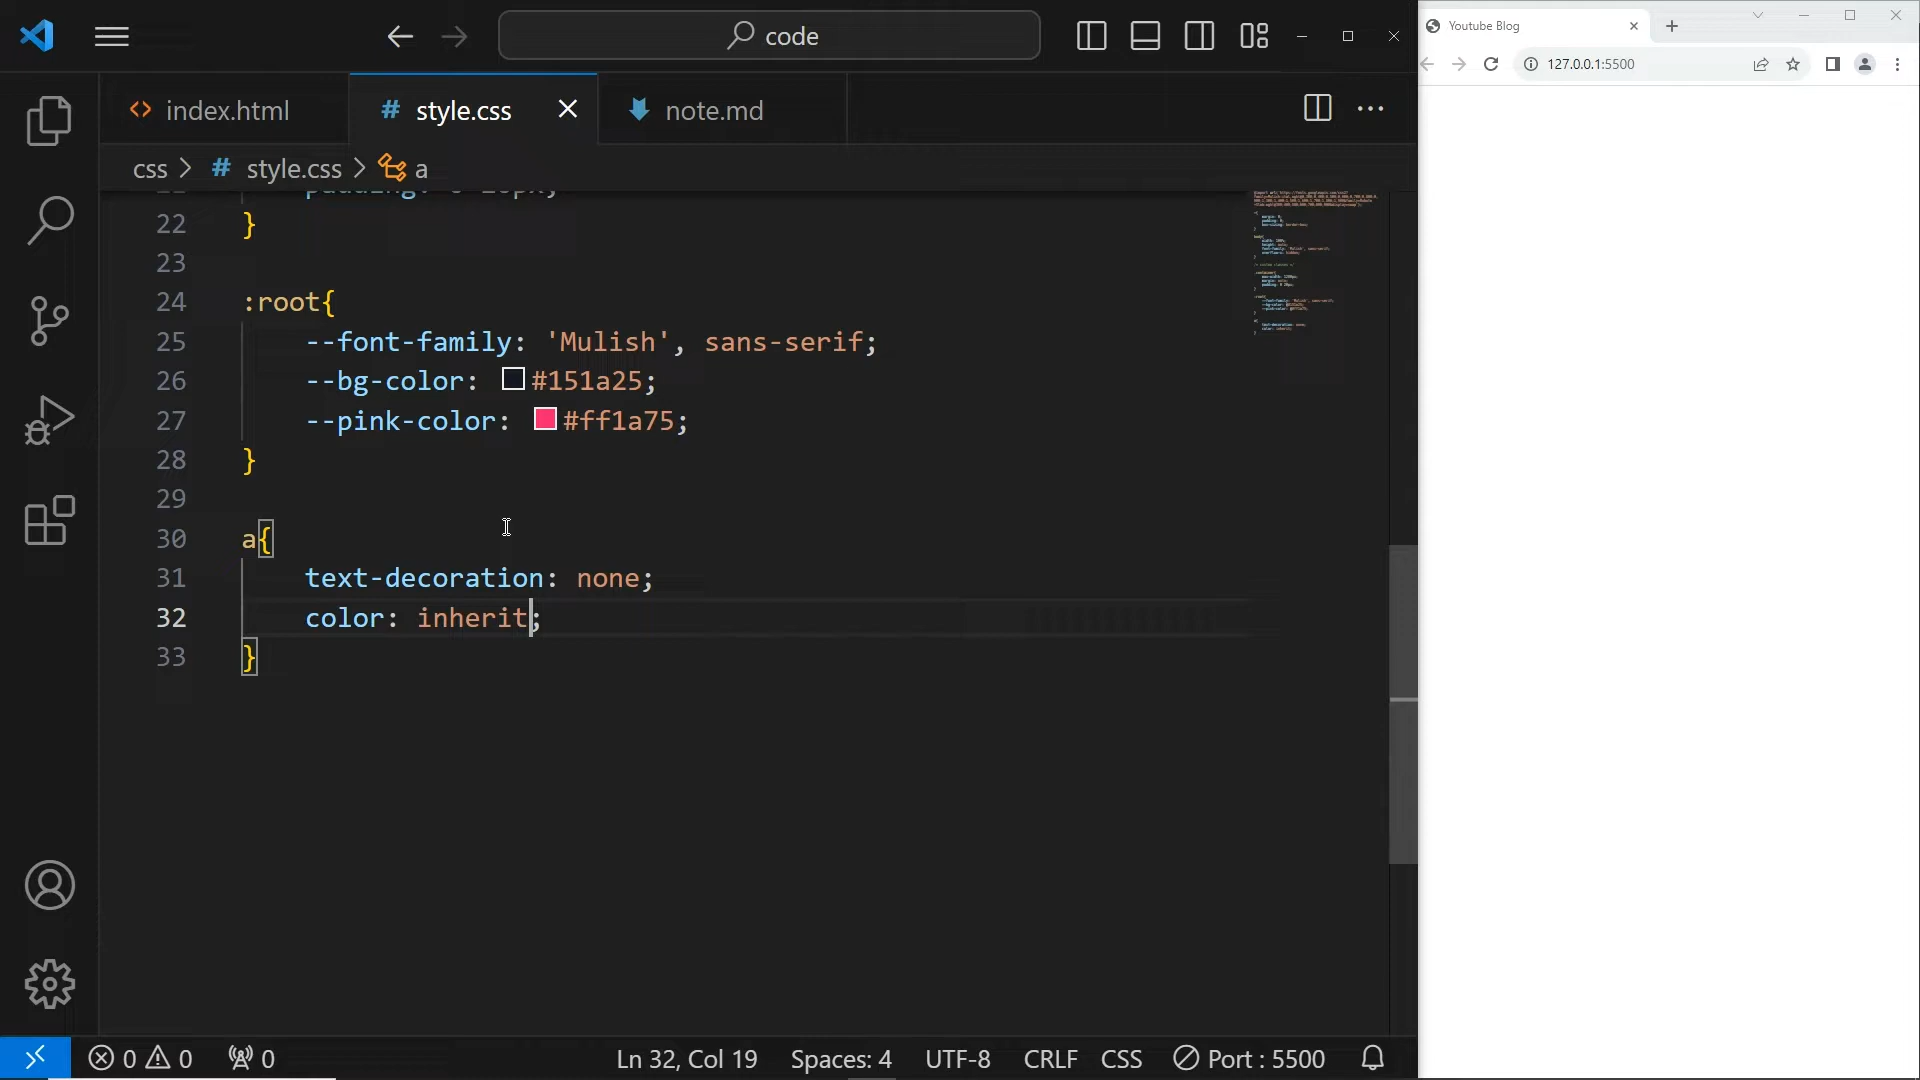 code
Youtube Blog
127.0.0.1:5500
index.html
# style.css
note.md
css > # style.css > a
22 }
23
24 :root{
25 --font-family: 'Mulish', sans-serif;
26 --bg-color: #151a25;
27 --pink-color: #ff1a75;
28 }
29
30 a{
31 text-decoration: none;
32 color: inherit;
33 }
0 0 0 Ln 32, Col 19 Spaces: 4 UTF-8 CRLF CSS Port : 5500